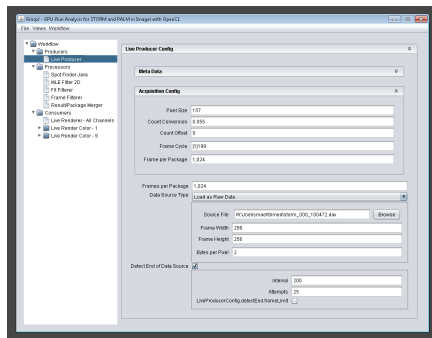 Graspj - GPU-Run Analysis for STORM and PALM in ImageJ with OpenCL
File Views Workflow
Workflow
Producers
Live Producer
Processors
Spot Finder Java
MLE Fitter 2D
Fit Filterer
Frame Filterer
Result/Package Merger
Consumers
Live Renderer - All Channels
Live Render Color - 1
Live Render Color - 9
Live Producer Config
Meta Data
Acquisition Config
Pixel Size 157
Count Conversion 0.055
Count Offset 0
Frame Cycle
Frame per Package 1,024
Frames per Package 1,024
Data Source Type Load as Raw Data
Source File
Browse
Frame Width 256
Frame Height 256
Bytes per Pixel 2
Detect End of Data Source
Interval 200
Attempts 25
LiveProducerConfig.detectEnd.frameLimit